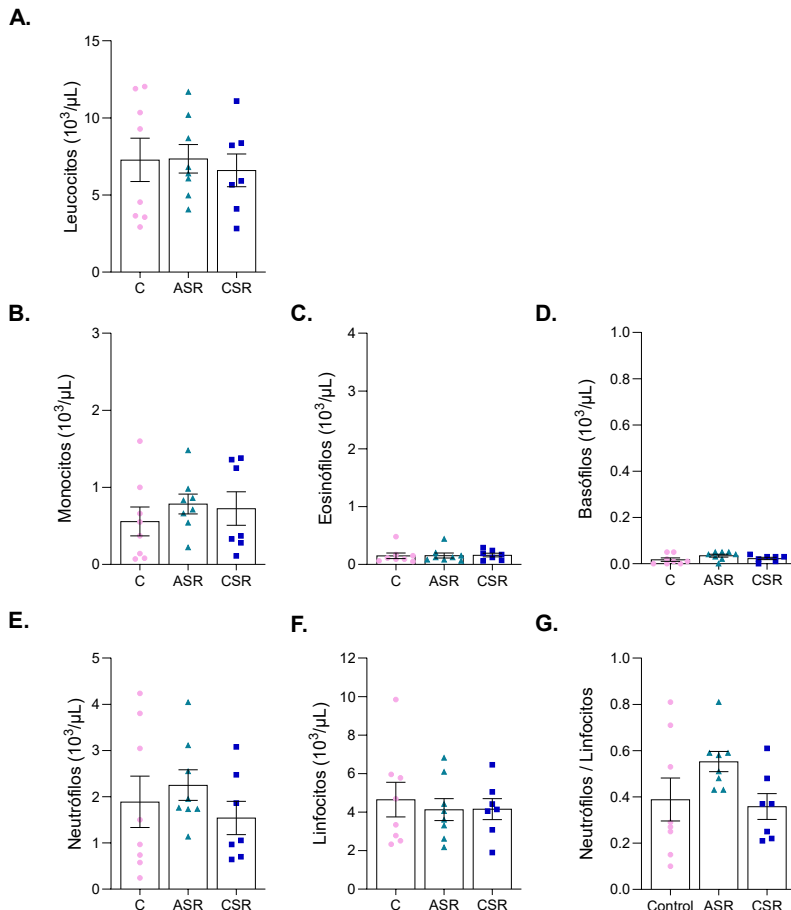 A.
Leucocitos (10³/µL)
15
10
5
0
C ASR CSR
B.
Monocitos (10³/µL)
3
2
1
0
C ASR CSR
C.
Eosinófilos (10³/µL)
4
3
2
1
0
C ASR CSR
D.
Basófilos (10³/µL)
1.0
0.8
0.6
0.4
0.2
0.0
C ASR CSR
E.
Neutrófilos (10³/µL)
5
4
3
2
1
0
C ASR CSR
F.
Linfocitos (10³/µL)
12
10
8
6
4
2
0
C ASR CSR
G.
Neutrófilos / Linfocitos
1.0
0.8
0.6
0.4
0.2
0.0
Control ASR CSR